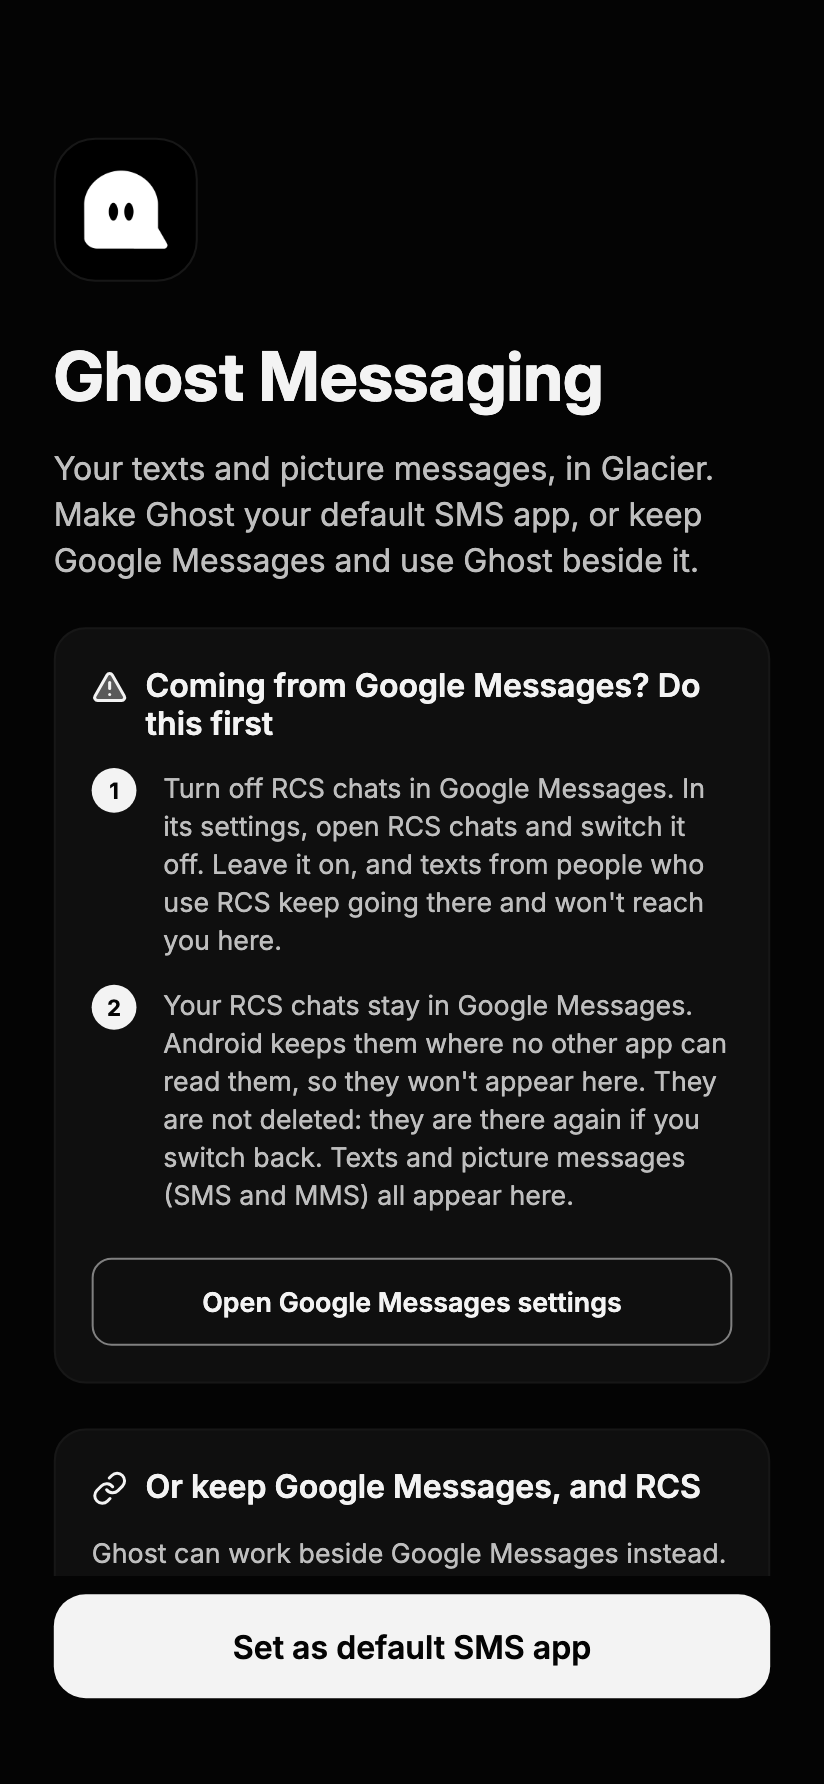 Ghost Messaging
Your texts and picture messages, in Glacier.
Make Ghost your default SMS app, or keep
Google Messages and use Ghost beside it.
Coming from Google Messages? Do
this first
1
Turn off RCS chats in Google Messages. In
its settings, open RCS chats and switch it
off. Leave it on, and texts from people who
use RCS keep going there and won't reach
you here.
2
Your RCS chats stay in Google Messages.
Android keeps them where no other app can
read them, so they won't appear here. They
are not deleted: they are there again if you
switch back. Texts and picture messages
(SMS and MMS) all appear here.
Open Google Messages settings
Or keep Google Messages, and RCS
Ghost can work beside Google Messages instead.
Set as default SMS app